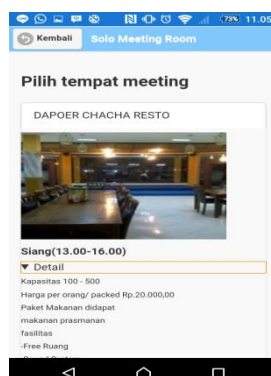 73% 11.05
Kembali Solo Meeting Room
Pilih tempat meeting
DAPOER CHACHA RESTO
Siang(13.00-16.00)
▼ Detail
Kapasitas 100 - 500
Harga per orang/ packed Rp.20.000,00
Paket Makanan didapat
makanan prasmanan
fasilitas
-Free Ruang